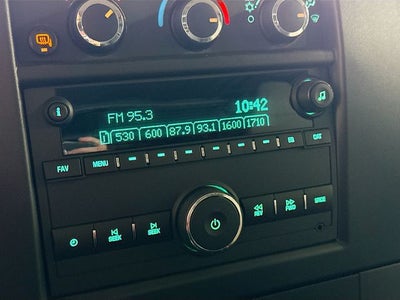 10:42
FM 95.3
1 530 600 87.9 93.1 1600 1710
FAV MENU CAT
SEEK SEEK REV FWD